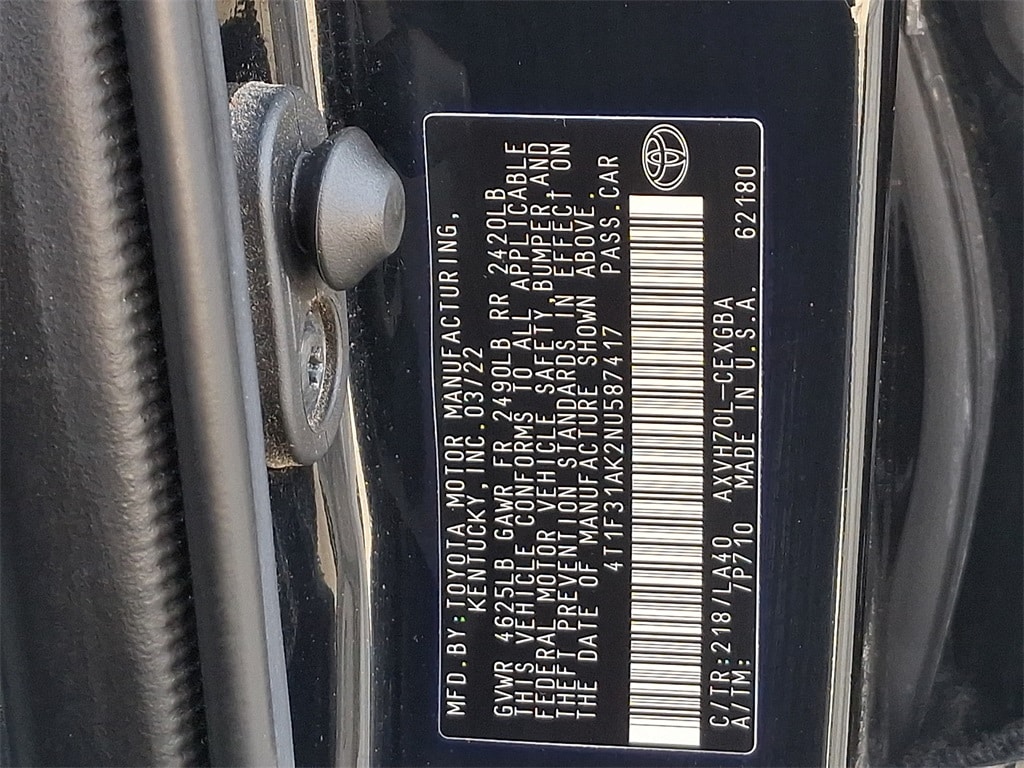 MFD.BY:TOYOTA MOTOR MANUFACTURING,
KENTUCKY,INC.03/22
GVWR 4625LB GAWR FR 2490LB RR 2420LB
THIS VEHICLE CONFORMS TO ALL APPLICABLE
FEDERAL MOTOR VEHICLE SAFETY,BUMPER,AND
THEFT PREVENTION STANDARDS IN EFFECT ON
THE DATE OF MANUFACTURE SHOWN ABOVE.
4T1F31AK2NU587417 PASS.CAR
C/TR:218/LA40 AXVH70L-CEXGBA
A/TM: /P710 MADE IN U.S.A. 62180